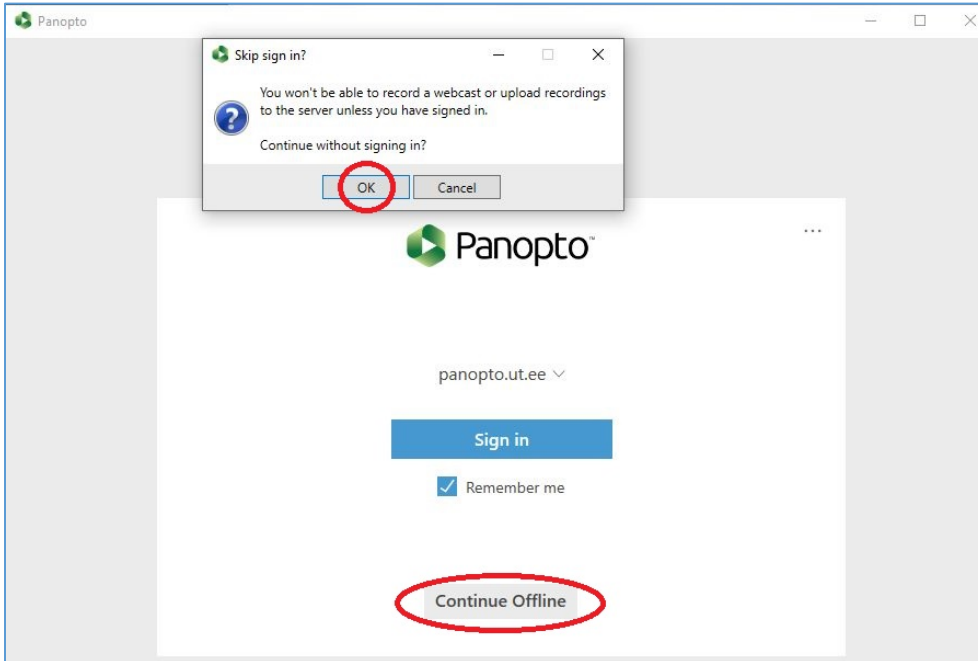 Panopto
Skip sign in?
You won't be able to record a webcast or upload recordings
to the server unless you have signed in.
Continue without signing in?
OK
Cancel
Panopto™
...
panopto.ut.ee
Sign in
Remember me
Continue Offline